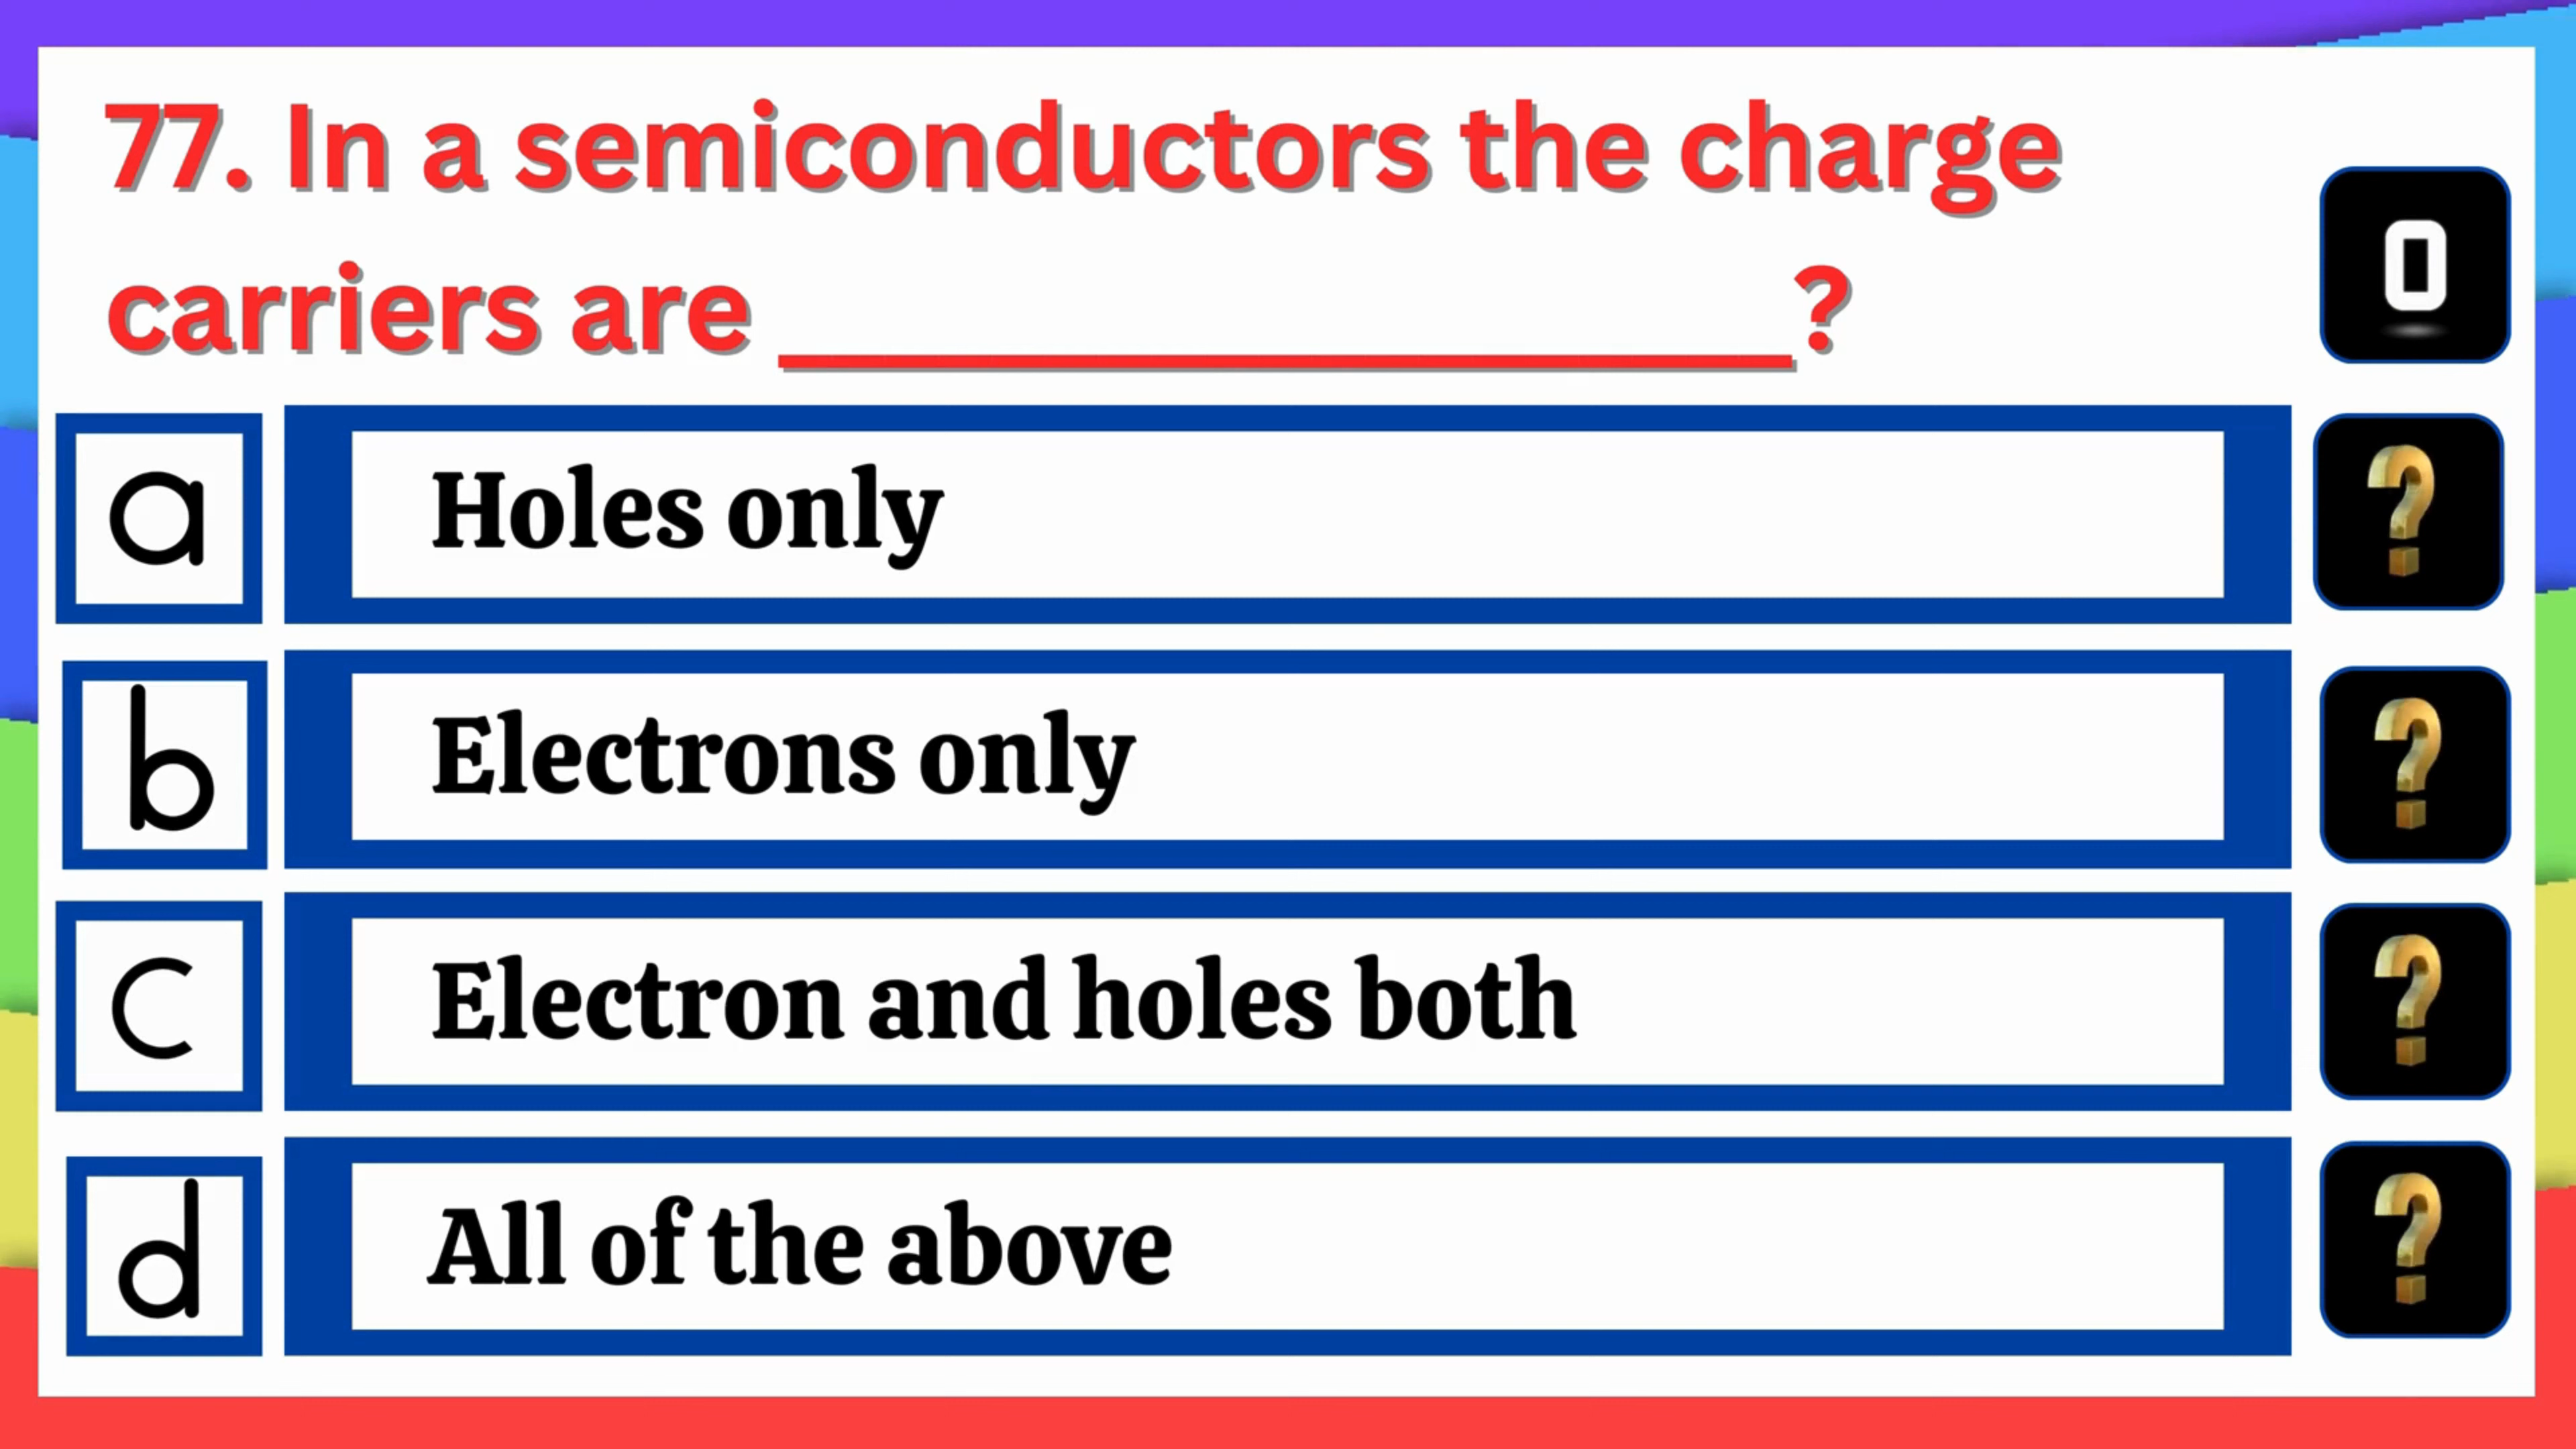 77. In a semiconductors the charge
carriers are ____________________?
0
a Holes only ?
b Electrons only ?
c Electron and holes both ?
d All of the above ?